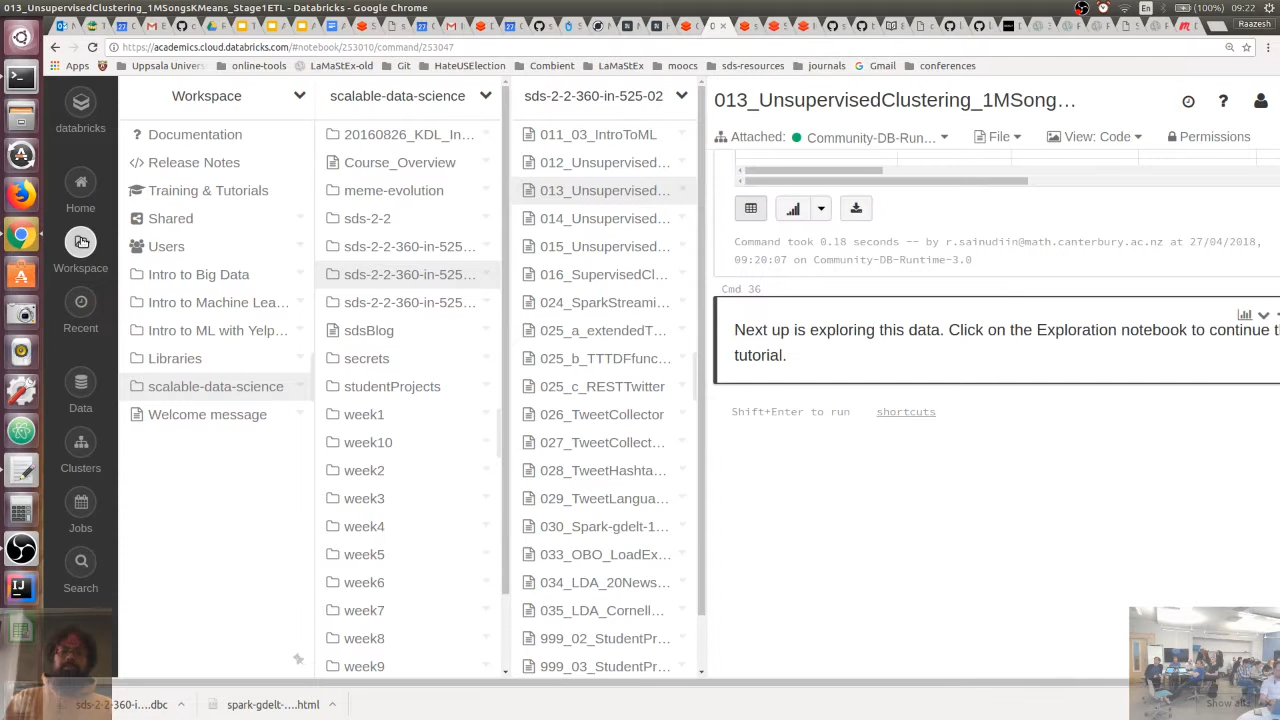 013_UnsupervisedClustering_1MSongsKMeans_Stage1ETL - Databricks - Google Chrome
En
(100%)
09:22
Raazesh
https://academics.cloud.databricks.com/#notebook/253010/command/253047
Apps
Uppsala Univers
online-tools
LaMaStEx-old
Git
HateUSElection
Combient
LaMaStEx
moocs
sds-resources
journals
Gmail
conferences
databricks
Home
Workspace
Recent
Data
Clusters
Jobs
Search
Workspace
? Documentation
</> Release Notes
Training & Tutorials
Shared
Users
Intro to Big Data
Intro to Machine Lea...
Intro to ML with Yelp...
Libraries
scalable-data-science
Welcome message
scalable-data-science
20160826_KDL_In...
Course_Overview
meme-evolution
sds-2-2
sds-2-2-360-in-525...
sds-2-2-360-in-525...
sds-2-2-360-in-525...
sdsBlog
secrets
studentProjects
week1
week10
week2
week3
week4
week5
week6
week7
week8
week9
sds-2-2-360-in-525-02
011_03_IntroToML
012_Unsupervised...
013_Unsupervised...
014_Unsupervised...
015_Unsupervised...
016_SupervisedCl...
024_SparkStreami...
025_a_extendedT...
025_b_TTTDFfunc...
025_c_RESTTwitter
026_TweetCollector
027_TweetCollect...
028_TweetHashta...
029_TweetLangua...
030_Spark-gdelt-1...
033_OBO_LoadEx...
034_LDA_20News...
035_LDA_Cornell...
999_02_StudentPr...
999_03_StudentPr...
013_UnsupervisedClustering_1MSong...
Attached: Community-DB-Run... File View: Code Permissions
Command took 0.18 seconds -- by r.sainudiin@math.canterbury.ac.nz at 27/04/2018,
09:20:07 on Community-DB-Runtime-3.0
Cmd 36
Next up is exploring this data. Click on the Exploration notebook to continue t
tutorial.
Shift+Enter to run shortcuts
sds-2-2-360-i....dbc
spark-gdelt-....html
Show all